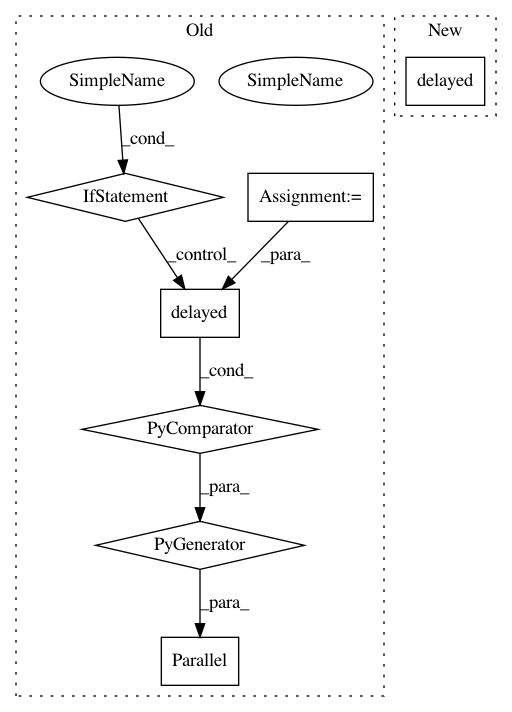 Old
New
SimpleName
SimpleName
delayed
_cond_
IfStatement
Assignment:=
_control_
_para_
delayed
_cond_
PyComparator
_para_
PyGenerator
_para_
Parallel